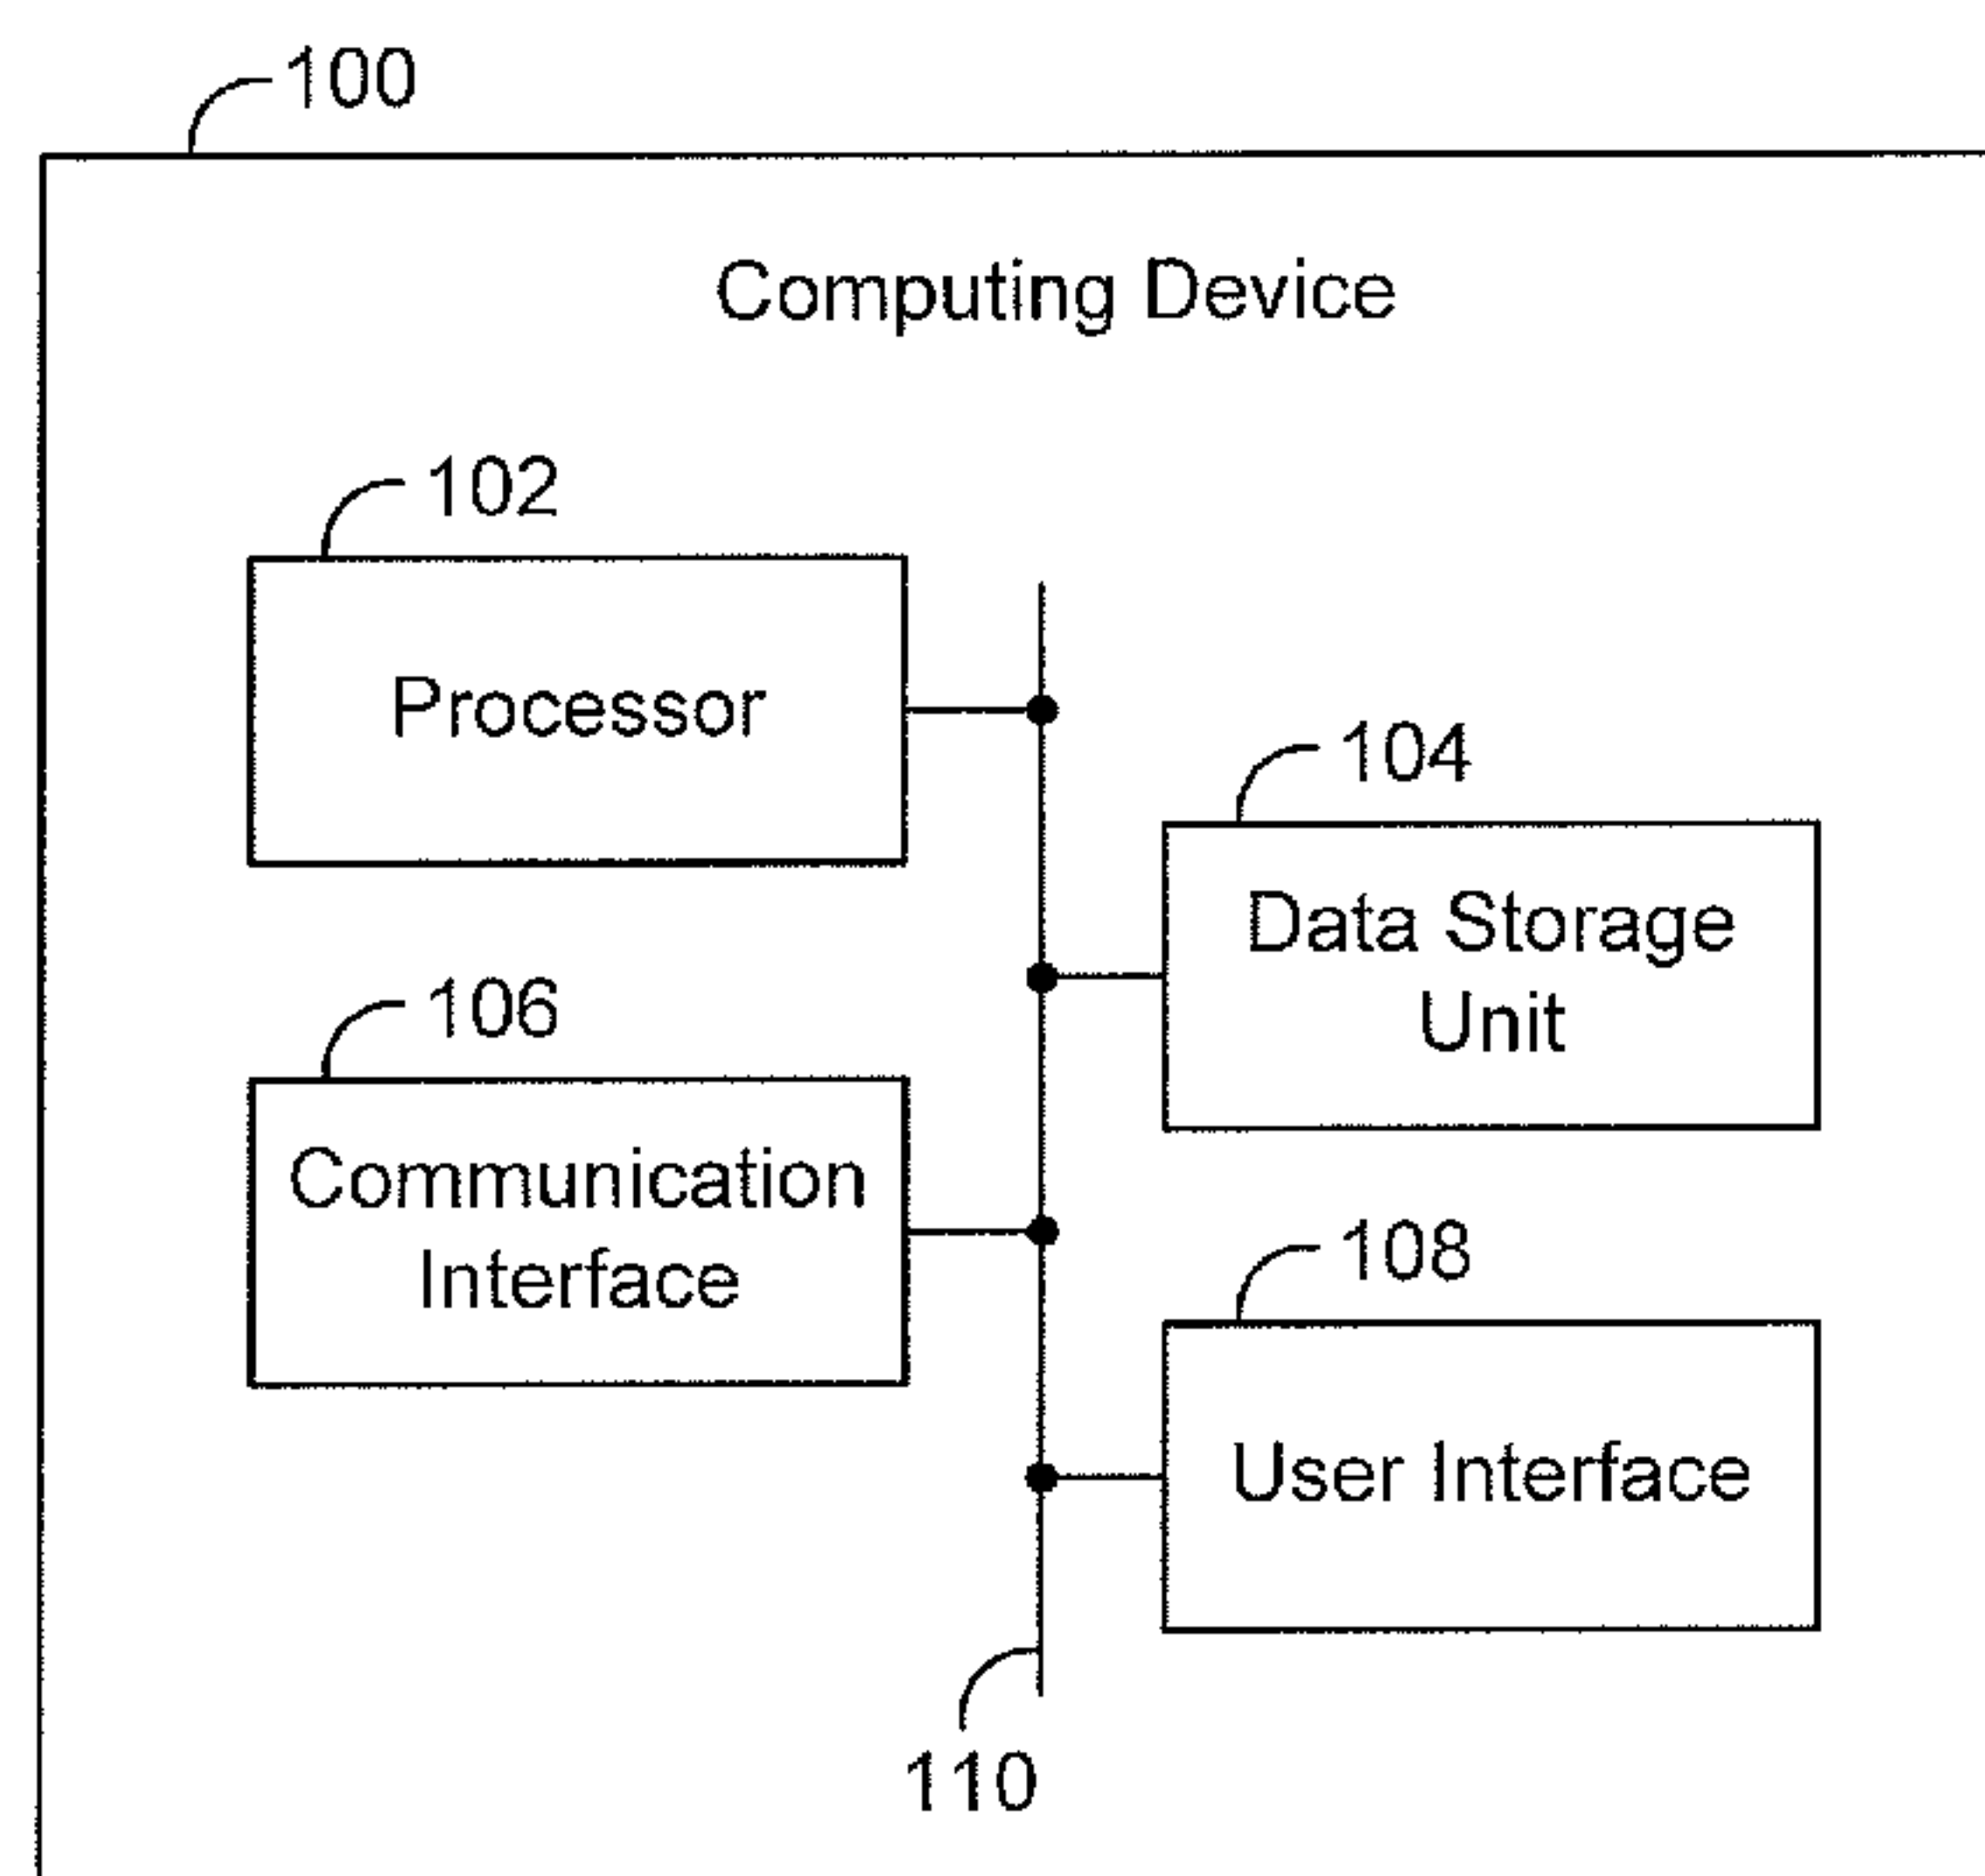 100
Computing Device
102
Processor
104
Data Storage
Unit
106
Communication
Interface
108
User Interface
110